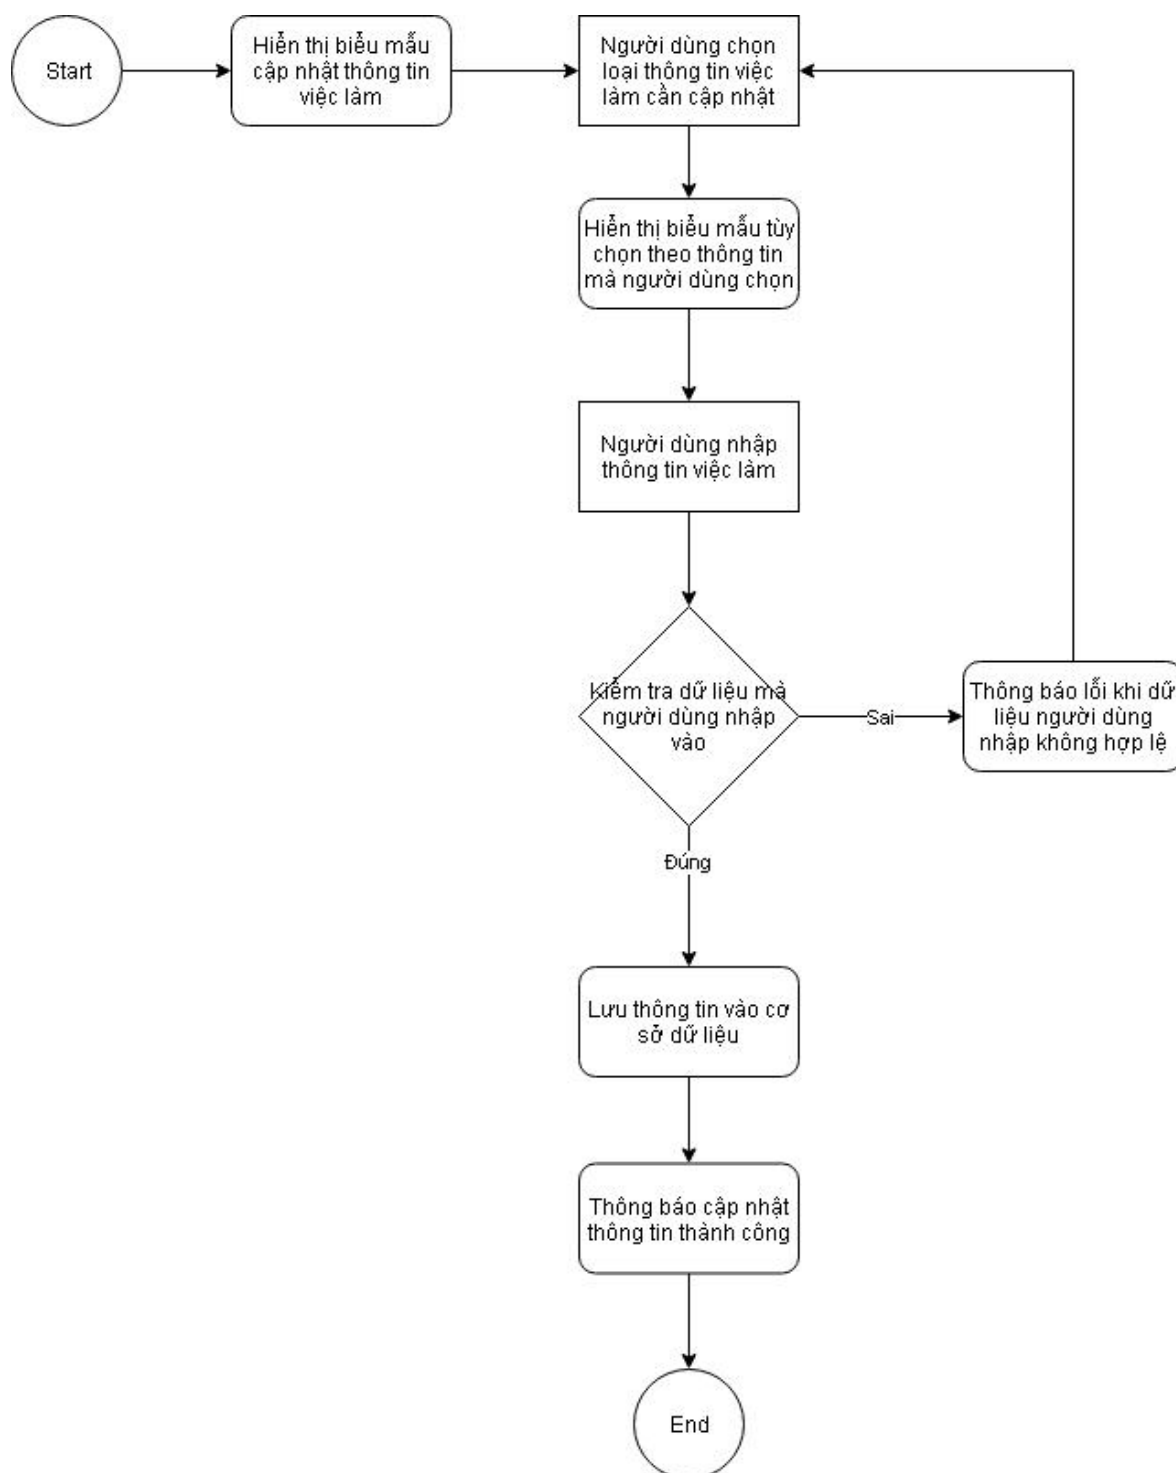 Start
Hiển thị biểu mẫu
cập nhật thông tin
việc làm
Người dùng chọn
loại thông tin việc
làm cần cập nhật
Hiển thị biểu mẫu tùy
chọn theo thông tin
mà người dùng chọn
Người dùng nhập
thông tin việc làm
Kiểm tra dữ liệu mà
người dùng nhập
vào
Sai
Thông báo lỗi khi dữ
liệu người dùng
nhập không hợp lệ
Đúng
Lưu thông tin vào cơ
sở dữ liệu
Thông báo cập nhật
thông tin thành công
End